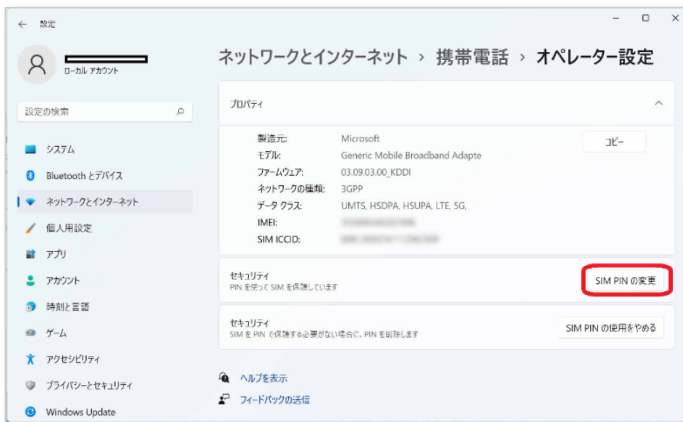 設定
ローカル アカウント
設定の検索
システム
Bluetooth とデバイス
ネットワークとインターネット
個人用設定
アプリ
アカウント
時刻と言語
ゲーム
アクセシビリティ
プライバシーとセキュリティ
Windows Update
ネットワークとインターネット › 携帯電話 › オペレーター設定
プロパティ
製造元: Microsoft
コピー
モデル: Generic Mobile Broadband Adapte
ファームウェア: 03.09.03.00_KDDI
ネットワークの種類: 3GPP
データ クラス: UMTS, HSDPA, HSUPA, LTE, 5G,
IMEI:
SIM ICCID:
セキュリティ
PIN を使って SIM を保護しています
SIM PIN の変更
セキュリティ
SIM を PIN で保護する必要がない場合に、PIN を削除します
SIM PIN の使用をやめる
ヘルプを表示
フィードバックの送信